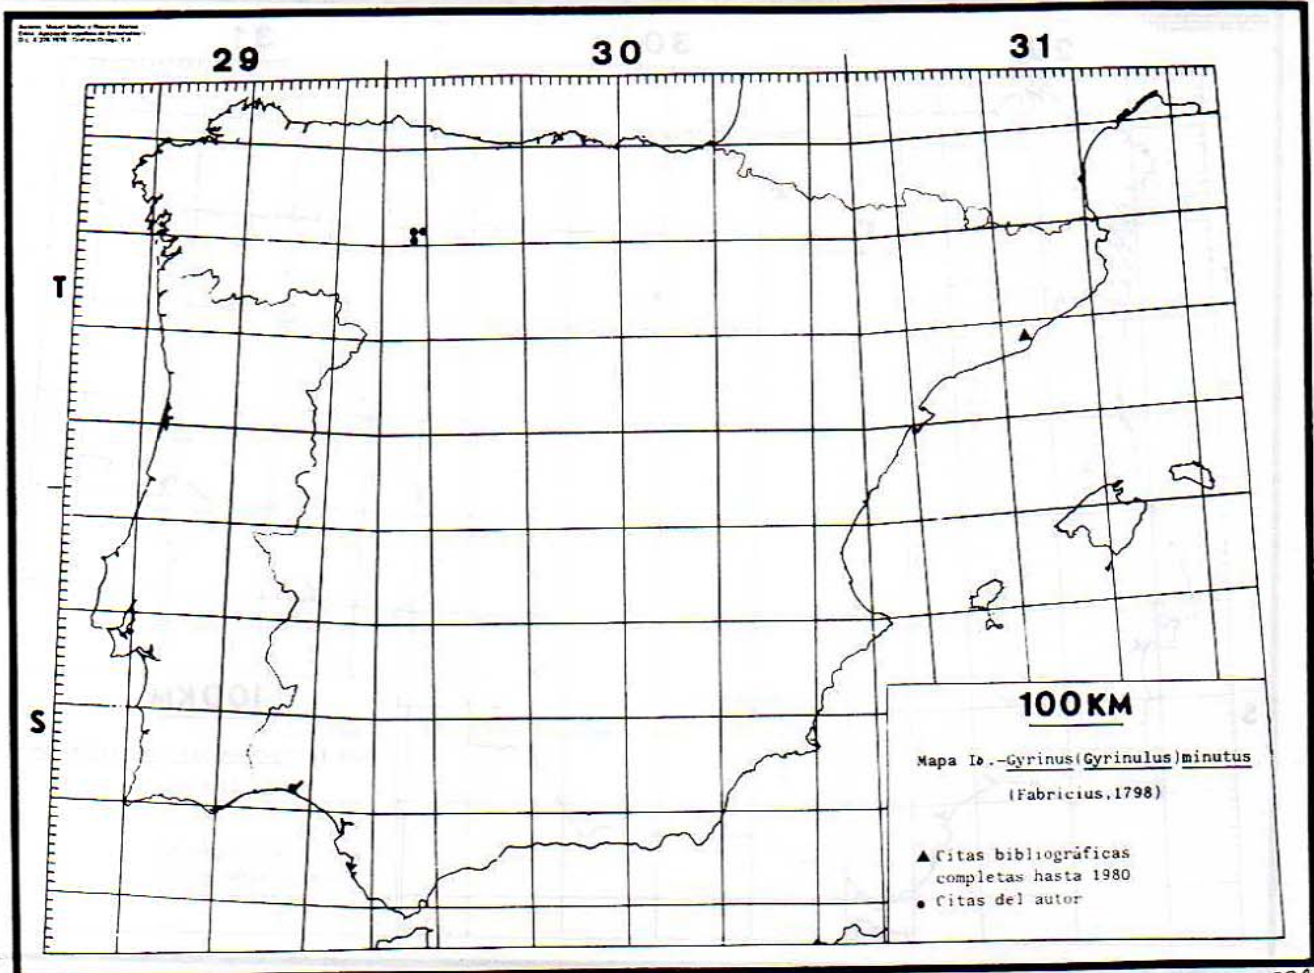 29
30
31
T
S
100KM
Mapa .-Gyrinus(Gyrinulus)minutus
(Fabricius,1798)
▲ Citas bibliográficas
completas hasta 1980
• Citas del autor